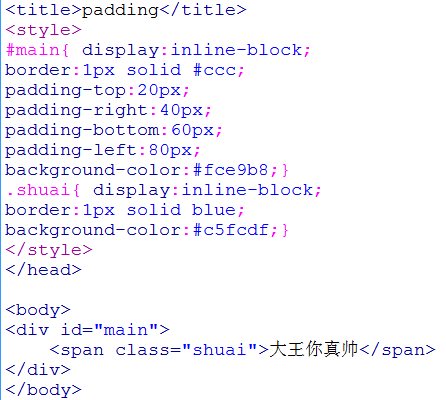 <title>padding</title>
<style>
#main{ display:inline-block;
border:1px solid #ccc;
padding-top:20px;
padding-right:40px;
padding-bottom:60px;
padding-left:80px;
background-color:#fce9b8;}
.shuai{ display:inline-block;
border:1px solid blue;
background-color:#c5fcdf;}
</style>
</head>

<body>
<div id="main">
    <span class="shuai">大王你真帅</span>
</div>
</body>